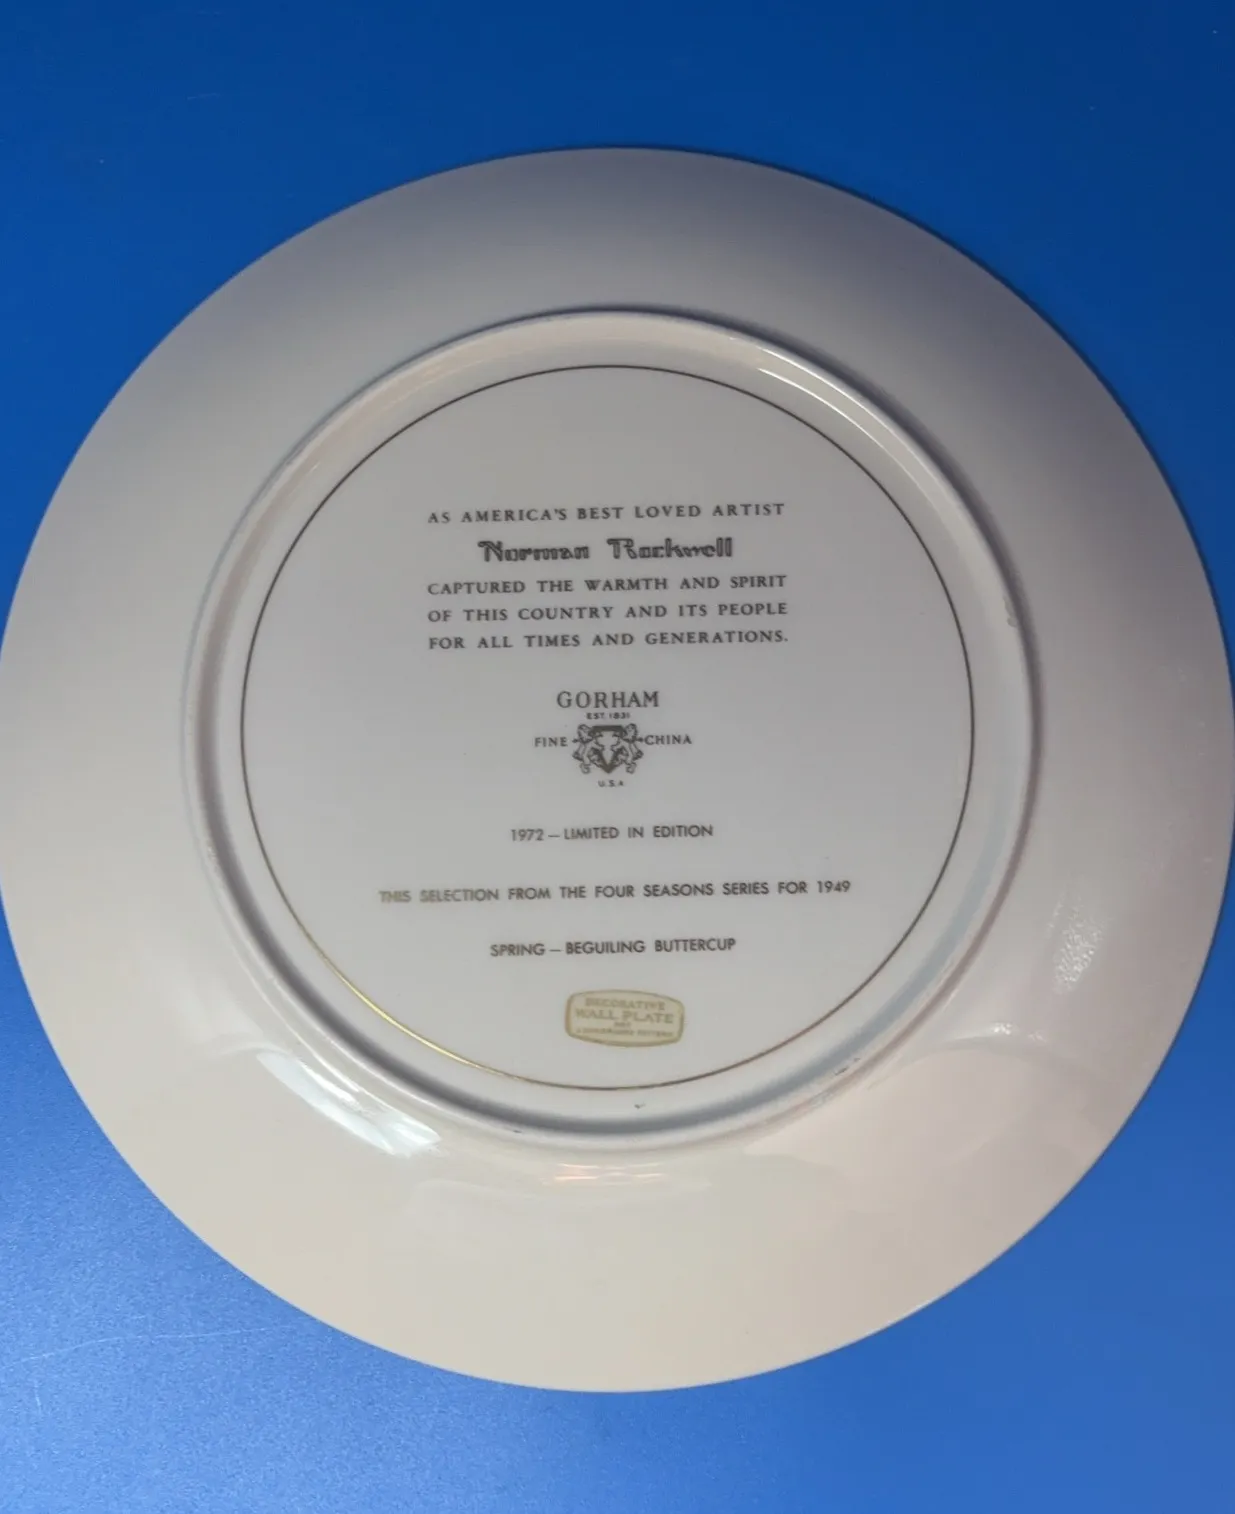 AS AMERICA'S BEST LOVED ARTIST
Norman Rockwell
CAPTURED THE WARMTH AND SPIRIT
OF THIS COUNTRY AND ITS PEOPLE
FOR ALL TIMES AND GENERATIONS.
GORHAM
EST. 1831
FINE CHINA
U.S.A
1972 — LIMITED IN EDITION
THIS SELECTION FROM THE FOUR SEASONS SERIES FOR 1949
SPRING — BEGUILING BUTTERCUP
DECORATIVE
WALL PLATE